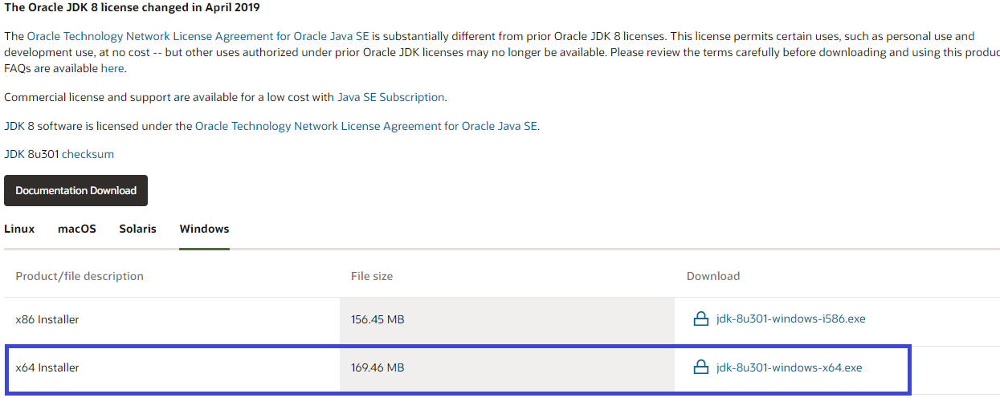 The Oracle JDK 8 license changed in April 2019
The Oracle Technology Network License Agreement for Oracle Java SE is substantially different from prior Oracle JDK 8 licenses. This license permits certain uses, such as personal use and
development use, at no cost -- but other uses authorized under prior Oracle JDK licenses may no longer be available. Please review the terms carefully before downloading and using this produc
FAQs are available here.
Commercial license and support are available for a low cost with Java SE Subscription.
JDK 8 software is licensed under the Oracle Technology Network License Agreement for Oracle Java SE.
JDK 8u301 checksum
Documentation Download
Linux macOS Solaris Windows
Product/file description File size Download
x86 Installer 156.45 MB jdk-8u301-windows-i586.exe
x64 Installer 169.46 MB jdk-8u301-windows-x64.exe